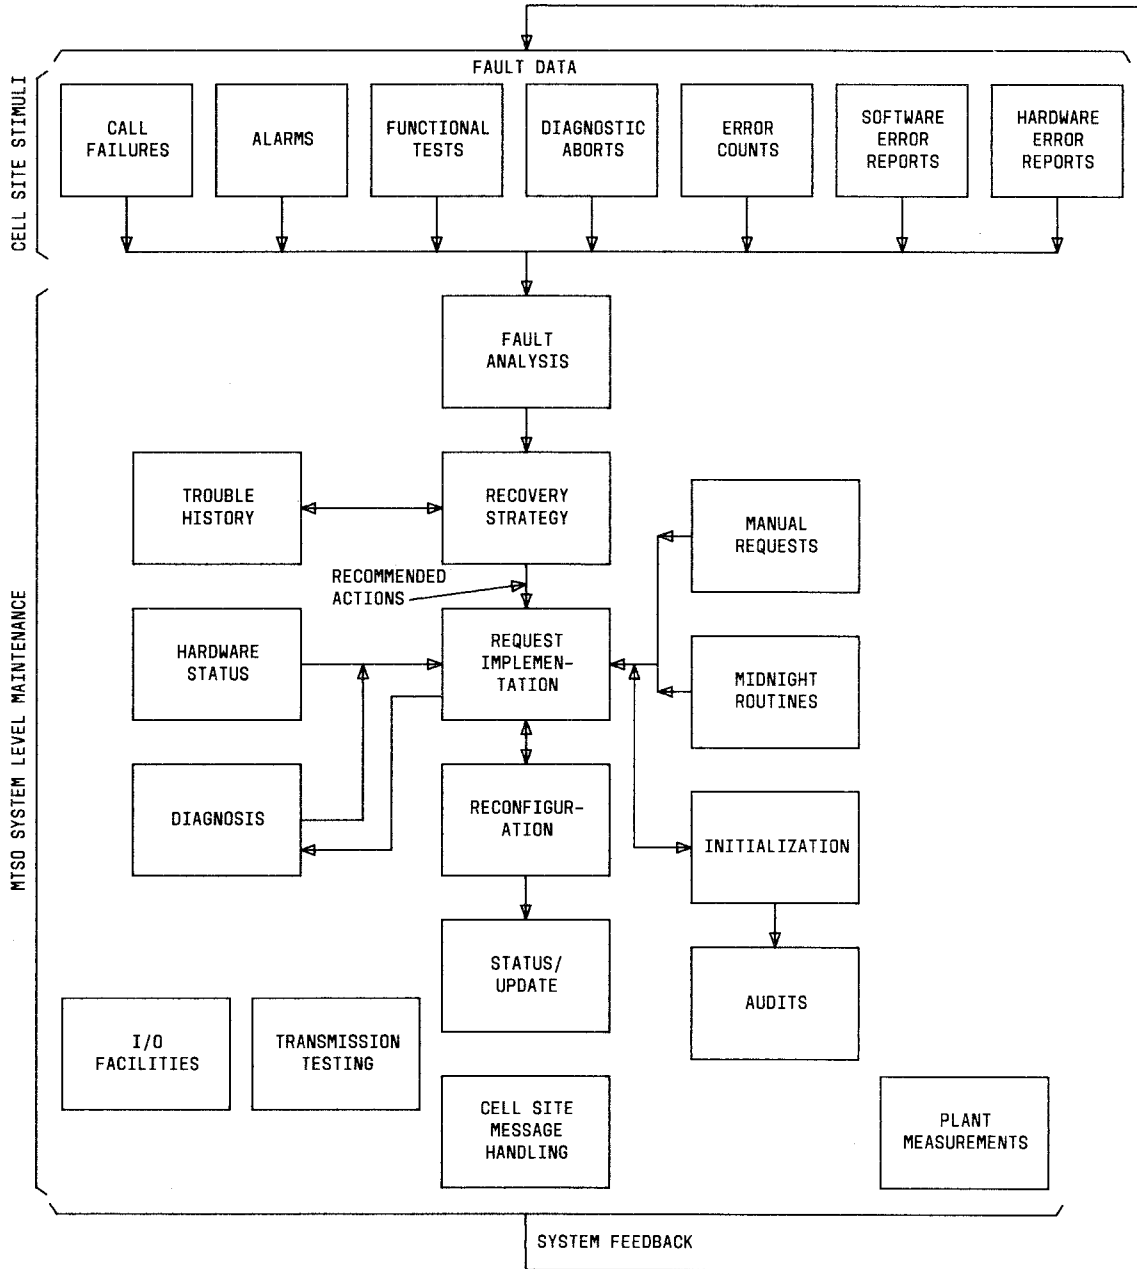 FAULT DATA
CELL SITE STIMULI
CALL
FAILURES
ALARMS
FUNCTIONAL
TESTS
DIAGNOSTIC
ABORTS
ERROR
COUNTS
SOFTWARE
ERROR
REPORTS
HARDWARE
ERROR
REPORTS
MTSO SYSTEM LEVEL MAINTENANCE
FAULT
ANALYSIS
TROUBLE
HISTORY
RECOVERY
STRATEGY
MANUAL
REQUESTS
RECOMMENDED
ACTIONS
HARDWARE
STATUS
REQUEST
IMPLEMEN-
TATION
MIDNIGHT
ROUTINES
DIAGNOSIS
RECONFIGUR-
ATION
INITIALIZATION
STATUS/
UPDATE
AUDITS
I/O
FACILITIES
TRANSMISSION
TESTING
CELL SITE
MESSAGE
HANDLING
PLANT
MEASUREMENTS
SYSTEM FEEDBACK